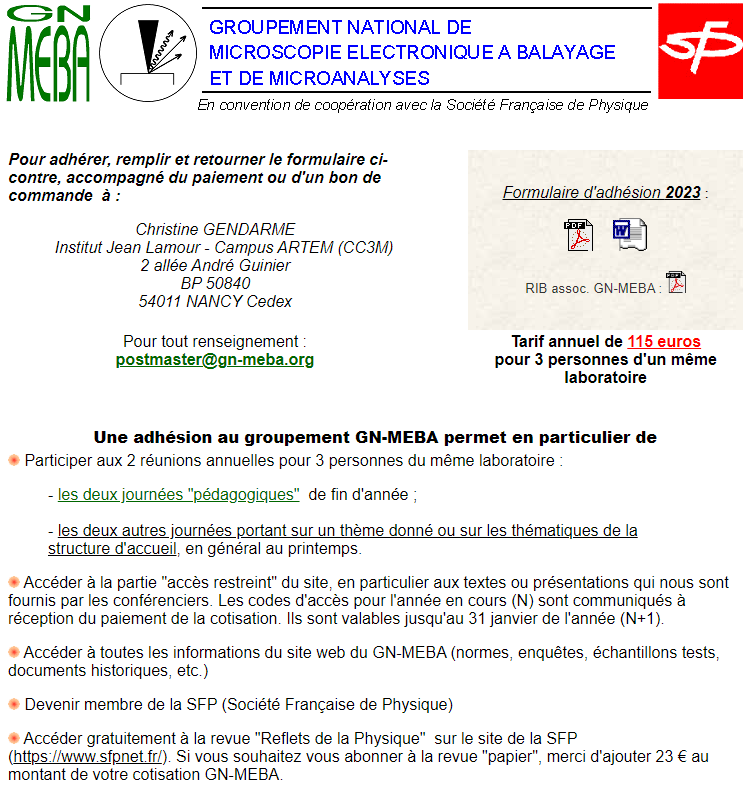 GN
MEBA
GROUPEMENT NATIONAL DE
MICROSCOPIE ELECTRONIQUE A BALAYAGE
ET DE MICROANALYSES
En convention de coopération avec la Société Française de Physique
sfp
Pour adhérer, remplir et retourner le formulaire ci-
contre, accompagné du paiement ou d'un bon de
commande à :
Christine GENDARME
Institut Jean Lamour - Campus ARTEM (CC3M)
2 allée André Guinier
BP 50840
54011 NANCY Cedex
Pour tout renseignement :
postmaster@gn-meba.org
Formulaire d'adhésion 2023 :
PDF W
RIB assoc. GN-MEBA : PDF
Tarif annuel de 115 euros
pour 3 personnes d'un même
laboratoire
Une adhésion au groupement GN-MEBA permet en particulier de
Participer aux 2 réunions annuelles pour 3 personnes du même laboratoire :
- les deux journées "pédagogiques" de fin d'année ;
- les deux autres journées portant sur un thème donné ou sur les thématiques de la
structure d'accueil, en général au printemps.
Accéder à la partie "accès restreint" du site, en particulier aux textes ou présentations qui nous sont
fournis par les conférenciers. Les codes d'accès pour l'année en cours (N) sont communiqués à
réception du paiement de la cotisation. Ils sont valables jusqu'au 31 janvier de l'année (N+1).
Accéder à toutes les informations du site web du GN-MEBA (normes, enquêtes, échantillons tests,
documents historiques, etc.)
Devenir membre de la SFP (Société Française de Physique)
Accéder gratuitement à la revue "Reflets de la Physique" sur le site de la SFP
(https://www.sfpnet.fr/). Si vous souhaitez vous abonner à la revue "papier", merci d'ajouter 23 € au
montant de votre cotisation GN-MEBA.